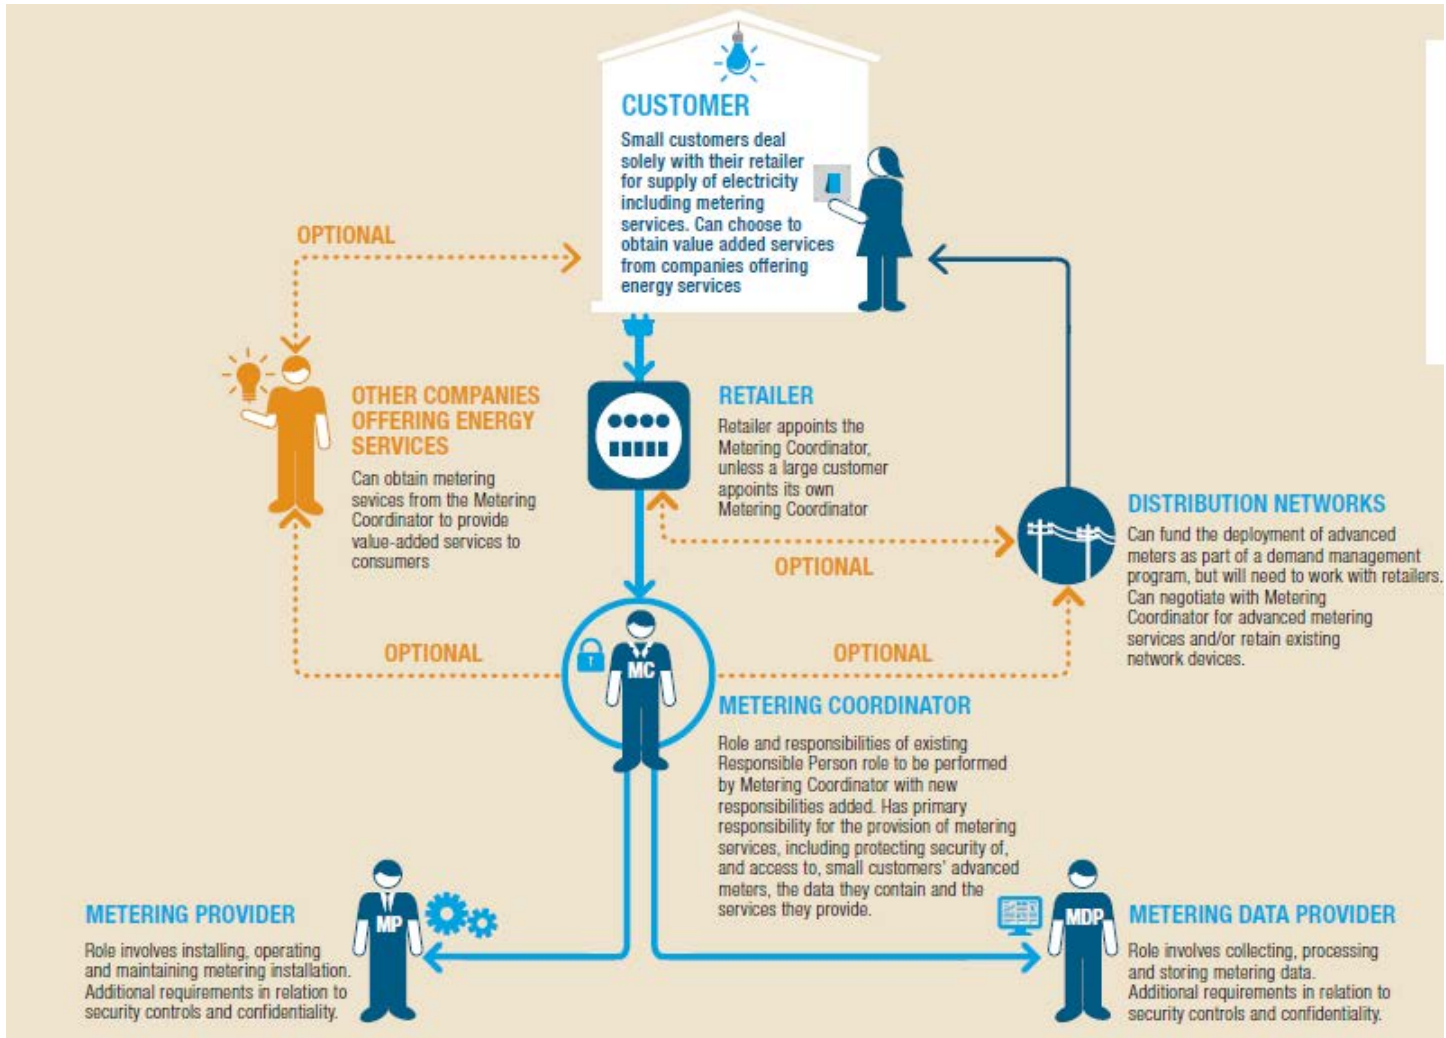 CUSTOMER
Small customers deal
solely with their retailer
for supply of electricity
including metering
services. Can choose to
obtain value added services
from companies offering
energy services
OPTIONAL
OTHER COMPANIES
OFFERING ENERGY
SERVICES
Can obtain metering
sevices from the Metering
Coordinator to provide
value-added services to
consumers
RETAILER
Retailer appoints the
Metering Coordinator,
unless a large customer
appoints its own
Metering Coordinator
OPTIONAL
DISTRIBUTION NETWORKS
Can fund the deployment of advanced
meters as part of a demand management
program, but will need to work with retailers.
Can negotiate with Metering
Coordinator for advanced metering
services and/or retain existing
network devices.
OPTIONAL
MC
OPTIONAL
METERING COORDINATOR
Role and responsibilities of existing
Responsible Person role to be performed
by Metering Coordinator with new
responsibilities added. Has primary
responsibility for the provision of metering
services, including protecting security of,
and access to, small customers' advanced
meters, the data they contain and the
services they provide.
METERING PROVIDER
Role involves installing, operating
and maintaining metering installation.
Additional requirements in relation to
security controls and confidentiality.
MP
MDP
METERING DATA PROVIDER
Role involves collecting, processing
and storing metering data.
Additional requirements in relation to
security controls and confidentiality.